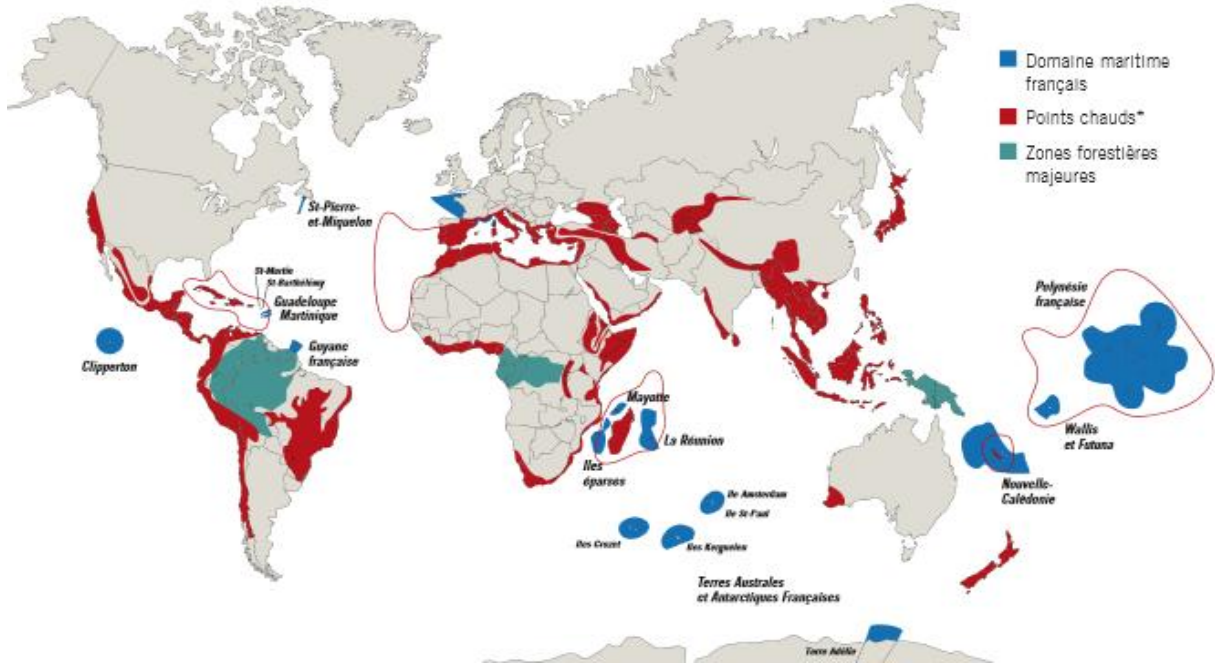 Domaine maritime
français
Points chauds*
Zones forestières
majeures
St-Pierre-
et-Miquelon
St-Martin
St-Barthélémy
Guadeloupe
Martinique
Polynésie
française
Clipperton
Guyane
française
Mayotte
La Réunion
Iles
éparses
Wallis
et Futuna
Nouvelle-
Calédonie
Ile Amsterdam
Ile St-Paul
Iles Crozet
Iles Kerguelen
Terres Australes
et Antarctiques Françaises
Terre Adélie